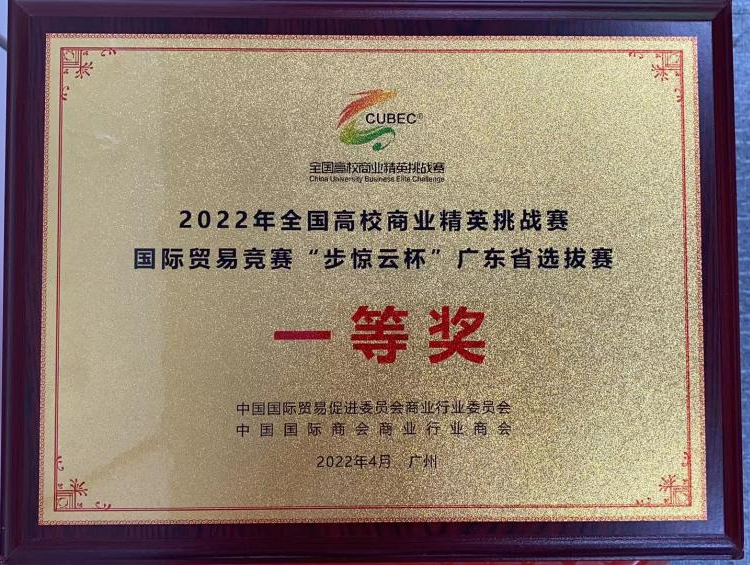 CUBEC®
全国高校商业精英挑战赛
China University Business Elite Challenge
2022年全国高校商业精英挑战赛
国际贸易竞赛“步惊云杯”广东省选拔赛
一等奖
中国国际贸易促进委员会商业行业委员会
中国国际商会商业行业商会
2022年4月 广州